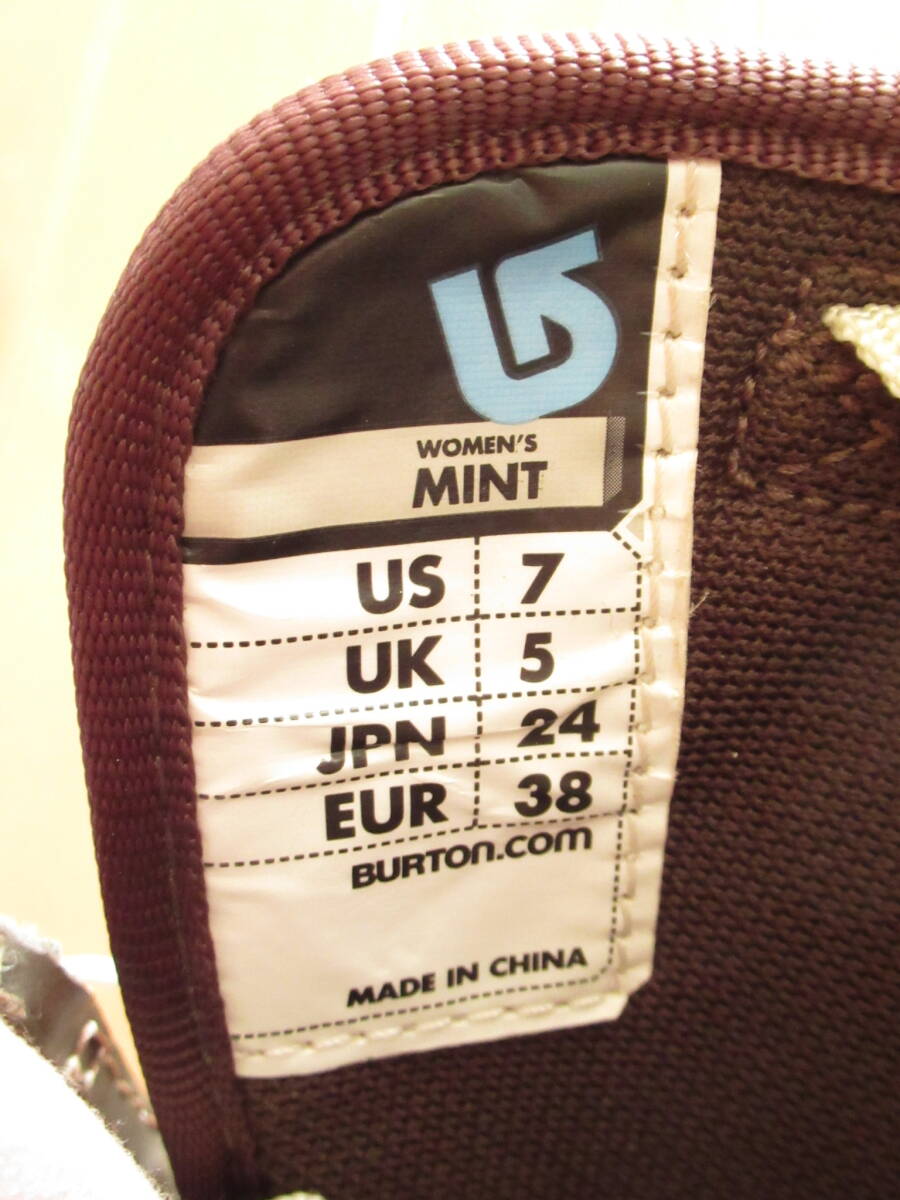 WOMEN'S
MINT
US 7
UK 5
JPN 24
EUR 38
BURTON.COM
MADE IN CHINA